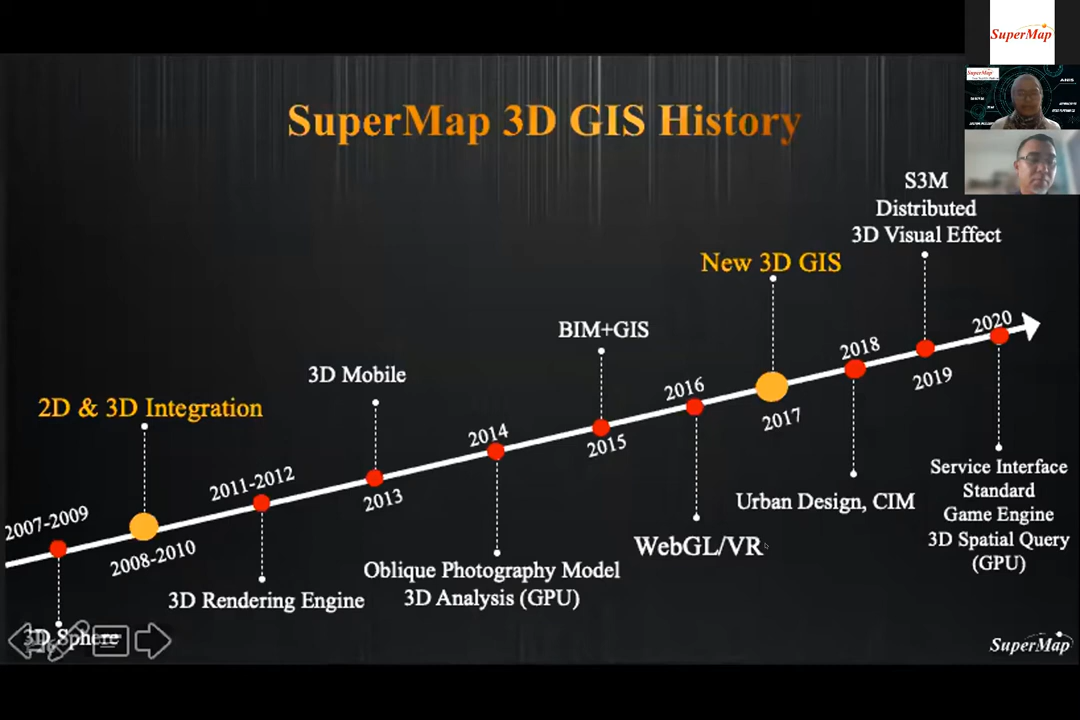 SuperMap
SuperMap
SuperMap 3D GIS History
S3M
Distributed
3D Visual Effect
New 3D GIS
BIM+GIS
3D Mobile
2D & 3D Integration
2007-2009
2008-2010
2011-2012
2013
2014
2015
2016
2017
2018
2019
2020
3D Sphere
3D Rendering Engine
Oblique Photography Model
3D Analysis (GPU)
WebGL/VR
Urban Design, CIM
Service Interface
Standard
Game Engine
3D Spatial Query
(GPU)
SuperMap